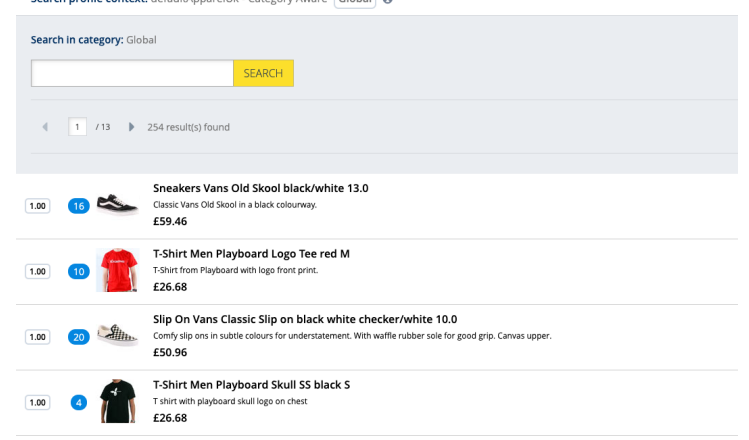 Search profile context: defaultApparelUk - Category Aware Global
Search in category: Global
SEARCH
1 / 13 254 result(s) found
Sneakers Vans Old Skool black/white 13.0
1.00 16 Classic Vans Old Skool in a black colourway.
£59.46
T-Shirt Men Playboard Logo Tee red M
1.00 10 T-Shirt from Playboard with logo front print.
£26.68
Slip On Vans Classic Slip on black white checker/white 10.0
1.00 20 Comfy slip ons in subtle colours for understatement. With waffle rubber sole for good grip. Canvas upper.
£50.96
T-Shirt Men Playboard Skull SS black S
1.00 4 T shirt with playboard skull logo on chest
£26.68